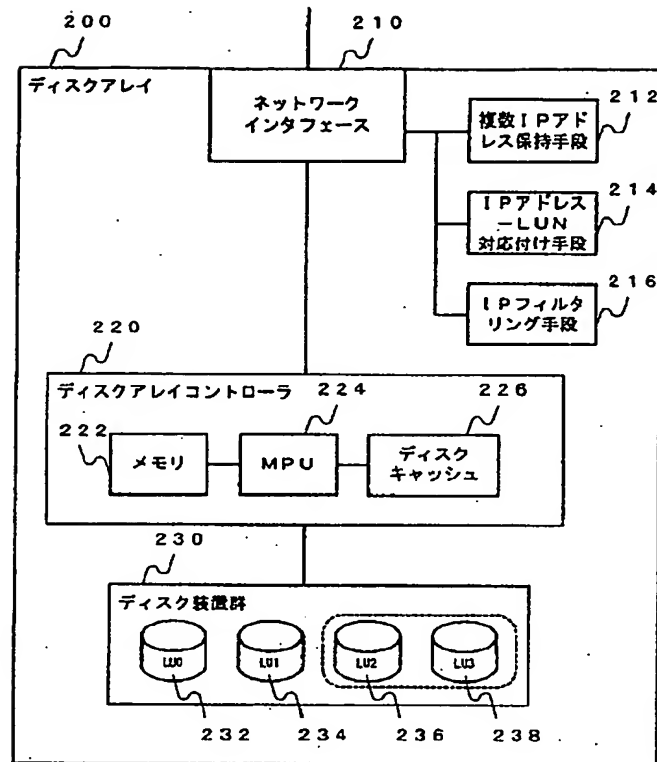 200
210
ディスクアレイ
ネットワーク
インタフェース
212
複数IPアド
レス保持手段
214
IPアドレス
－LUN
対応付け手段
216
IPフィルタ
リング手段
220
ディスクアレイコントローラ
224
226
222
メモリ
MPU
ディスク
キャッシュ
230
ディスク装置群
LU0
LU1
LU2
LU3
232
234
236
238